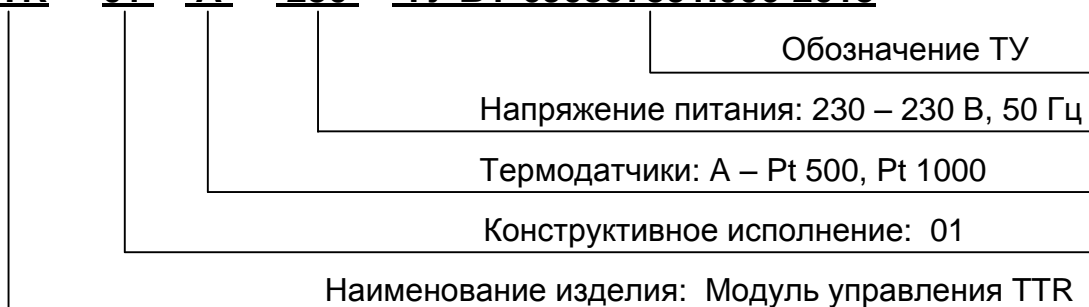 Обозначение ТУ
Напряжение питания: 230 – 230 В, 50 Гц
Термодатчики: А – Pt 500, Pt 1000
Конструктивное исполнение:  01
Наименование изделия:  Модуль управления TTR